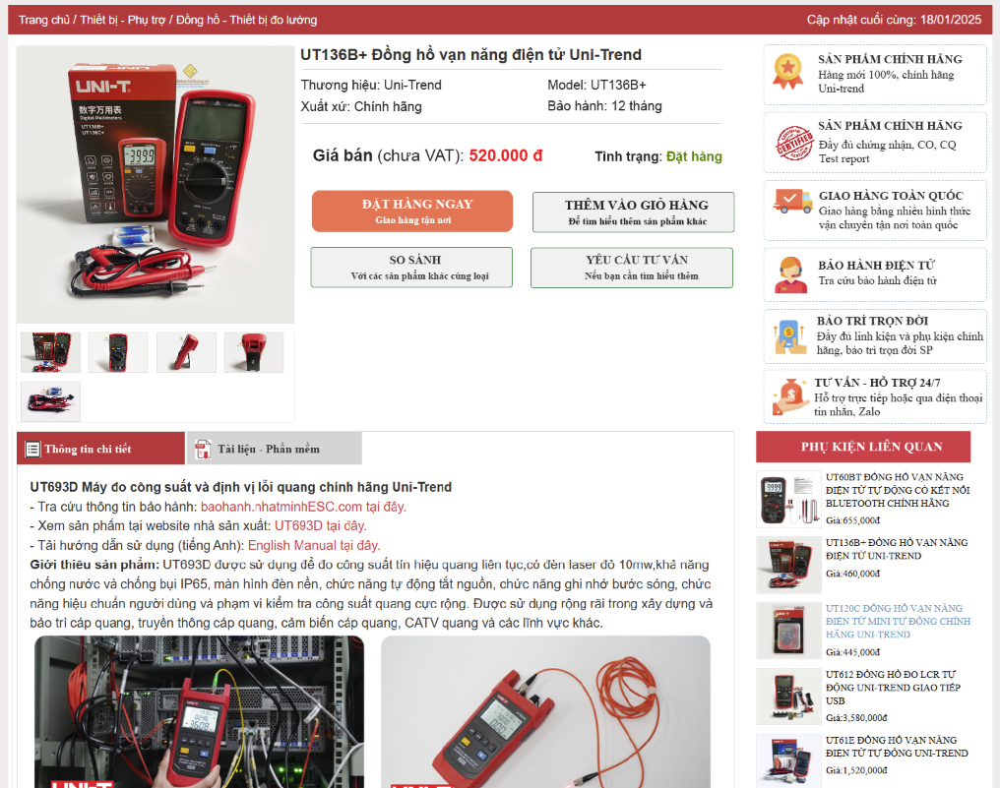 Trang chủ / Thiết bị - Phụ trợ / Đồng hồ - Thiết bị đo lường
Cập nhật cuối cùng: 18/01/2025
UNI-T
数字万用表
Digital Multimeters
UT136B+
UT136C+
UT136B+ Đồng hồ vạn năng điện tử Uni-Trend
Thương hiệu: Uni-Trend
Model: UT136B+
Xuất xứ: Chính hãng
Bảo hành: 12 tháng
Giá bán (chưa VAT): 520.000 đ
Tình trạng: Đặt hàng
ĐẶT HÀNG NGAY
Giao hàng tận nơi
THÊM VÀO GIỎ HÀNG
Để tìm hiểu thêm sản phẩm khác
SO SÁNH
Với các sản phẩm khác cùng loại
YÊU CẦU TƯ VẤN
Nếu bạn cần tìm hiểu thêm
SẢN PHẨM CHÍNH HÃNG
Hàng mới 100%, chính hãng
Uni-trend
CERTIFIED
SẢN PHẨM CHÍNH HÃNG
Đầy đủ chứng nhận, CO, CQ
Test report
GIAO HÀNG TOÀN QUỐC
Giao hàng bằng nhiều hình thức
vận chuyển tận nơi toàn quốc
BẢO HÀNH ĐIỆN TỬ
Tra cứu bảo hành điện tử
BẢO TRÌ TRỌN ĐỜI
Đầy đủ linh kiện và phụ kiện chính
hãng, bảo trì trọn đời SP
TƯ VẤN - HỖ TRỢ 24/7
Hỗ trợ trực tiếp hoặc qua điện thoại
tin nhắn, Zalo
Thông tin chi tiết
Tài liệu - Phần mềm
UT693D Máy đo công suất và định vị lỗi quang chính hãng Uni-Trend
- Tra cứu thông tin bảo hành: baohanh.nhatminhESC.com tại đây.
- Xem sản phẩm tại website nhà sản xuất: UT693D tại đây.
- Tải hướng dẫn sử dụng (tiếng Anh): English Manual tại đây.
Giới thiệu sản phẩm: UT693D được sử dụng để đo công suất tín hiệu quang liên tục,có đèn laser đỏ 10mw,khả năng
chống nước và chống bụi IP65, màn hình đèn nền, chức năng tự động tắt nguồn, chức năng ghi nhớ bước sóng, chức
năng hiệu chuẩn người dùng và phạm vi kiểm tra công suất quang cực rộng. Được sử dụng rộng rãi trong xây dựng và
bảo trì cáp quang, truyền thông cáp quang, cảm biến cáp quang, CATV quang và các lĩnh vực khác.
UNI-T
UNI-T
PHỤ KIỆN LIÊN QUAN
UT60BT ĐỒNG HỒ VẠN NĂNG
ĐIỆN TỬ TỰ ĐỘNG CÓ KẾT NỐI
BLUETOOTH CHÍNH HÃNG
Giá:655,000đ
UT136B+ ĐỒNG HỒ VẠN NĂNG
ĐIỆN TỬ UNI-TREND
Giá:460,000đ
UT120C ĐỒNG HỒ VẠN NĂNG
ĐIỆN TỬ MINI TỰ ĐỘNG CHÍNH
HÃNG UNI-TREND
Giá:445,000đ
UT612 ĐỒNG HỒ ĐO LCR TỰ
ĐỘNG UNI-TREND GIAO TIẾP
USB
Giá:3,580,000đ
UT61E ĐỒNG HỒ VẠN NĂNG
ĐIỆN TỬ TỰ ĐỘNG UNI-TREND
Giá:1,520,000đ